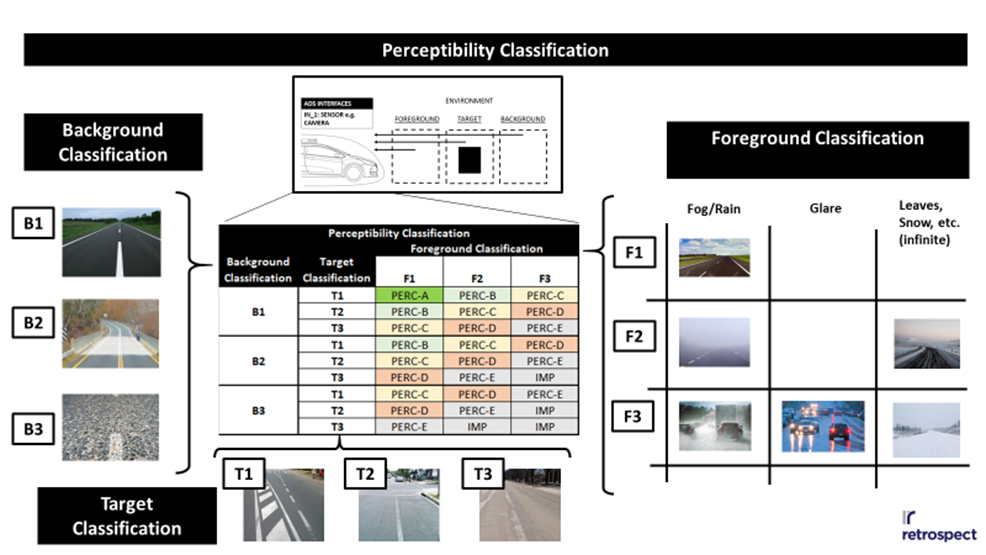 Perceptibility Classification
Background
Classification
B1
B2
B3
Target
Classification
ADS INTERFACES
IN_1: SENSOR e.g.
CAMERA
ENVIRONMENT
FOREGROUND TARGET BACKGROUND
Perceptibility Classification
Foreground Classification
Background
Classification
Target
Classification
F1 F2 F3
B1
T1 PERC-A PERC-B PERC-C
T2 PERC-B PERC-C PERC-D
T3 PERC-C PERC-D PERC-E
B2
T1 PERC-B PERC-C PERC-D
T2 PERC-C PERC-D PERC-E
T3 PERC-D PERC-E IMP
B3
T1 PERC-C PERC-D PERC-E
T2 PERC-D PERC-E IMP
T3 PERC-E IMP IMP
T1 T2 T3
Foreground Classification
Fog/Rain
Glare
Leaves,
Snow, etc.
(infinite)
F1
F2
F3
retrospect